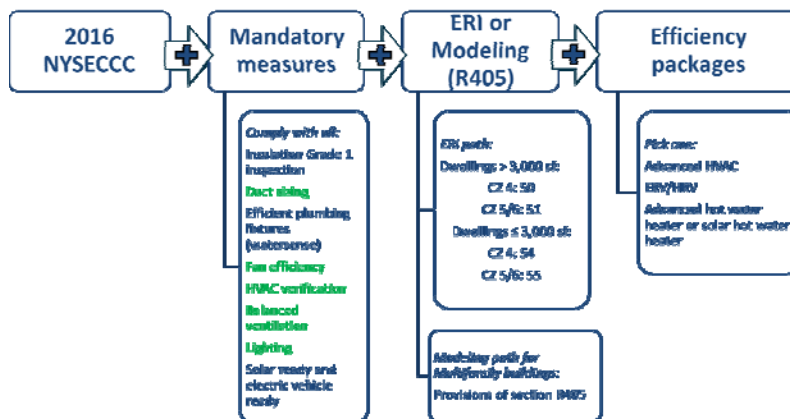 2016
NYSECCC
Mandatory
measures
ERI or
Modeling
(R405)
Efficiency
packages
Comply with all:
Insulation Grade 1
inspection
Duct sizing
Efficient plumbing
fixtures
(watersense)
Fan efficiency
HVAC verification
Balanced
ventilation
Lighting
Solar ready and
electric vehicle
ready
ERI path:
Dwellings > 3,000 sf:
CZ 4: 50
CZ 5/6: 51
Dwellings ≤ 3,000 sf:
CZ 4: 54
CZ 5/6: 55
Modeling path for
Multifamily buildings:
Provisions of section R405
Pick one:
Advanced HVAC
ERV/HRV
Advanced hot water
heater or solar hot water
heater